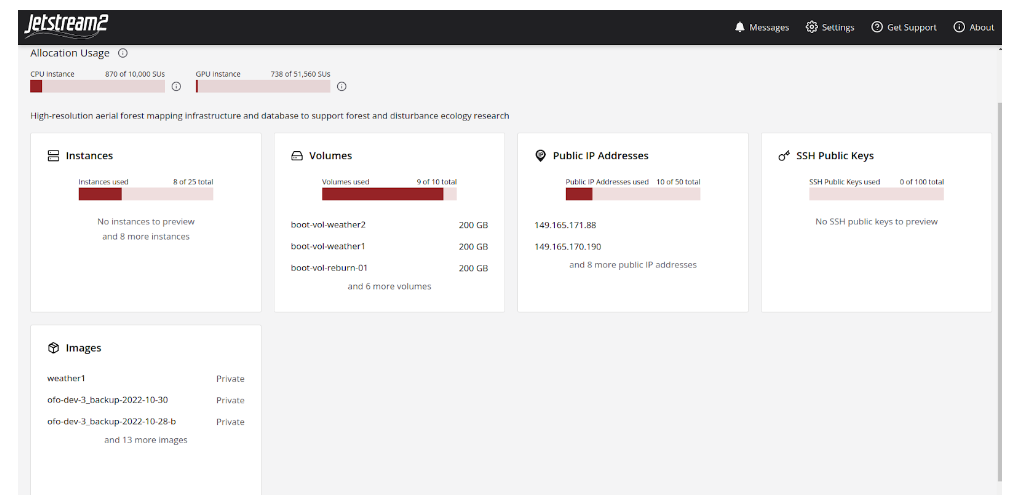 Jetstream2
Messages Settings Get Support About
Allocation Usage
CPU Instance 870 of 10,000 SUs GPU Instance 738 of 51,560 SUs
High-resolution aerial forest mapping infrastructure and database to support forest and disturbance ecology research
Instances
Instances used 8 of 25 total
No instances to preview
and 8 more instances
Volumes
Volumes used 9 of 10 total
boot-vol-weather2 200 GB
boot-vol-weather1 200 GB
boot-vol-reburn-01 200 GB
and 6 more volumes
Public IP Addresses
Public IP Addresses used 10 of 50 total
149.165.171.88
149.165.170.190
and 8 more public IP addresses
SSH Public Keys
SSH Public Keys used 0 of 100 total
No SSH public keys to preview
Images
weather1 Private
ofo-dev-3_backup-2022-10-30 Private
ofo-dev-3_backup-2022-10-28-b Private
and 13 more images